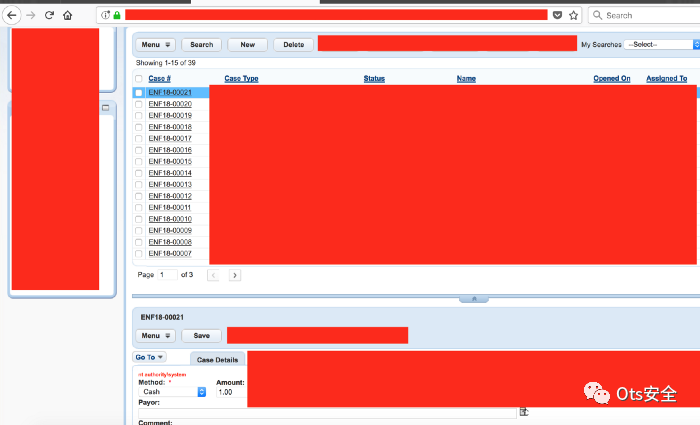 Search
Menu Search New Delete My Searches --Select--
Showing 1-15 of 39
Case # Case Type Status Name Opened On Assigned To
ENF18-00021
ENF18-00020
ENF18-00019
ENF18-00018
ENF18-00017
ENF18-00016
ENF18-00015
ENF18-00014
ENF18-00013
ENF18-00012
ENF18-00011
ENF18-00010
ENF18-00009
ENF18-00008
ENF18-00007
Page 1 of 3
ENF18-00021
Menu Save
Go To Case Details
nt authority\system
Method: * Amount:
Cash 1.00
Payor:
Comment:
Ots安全